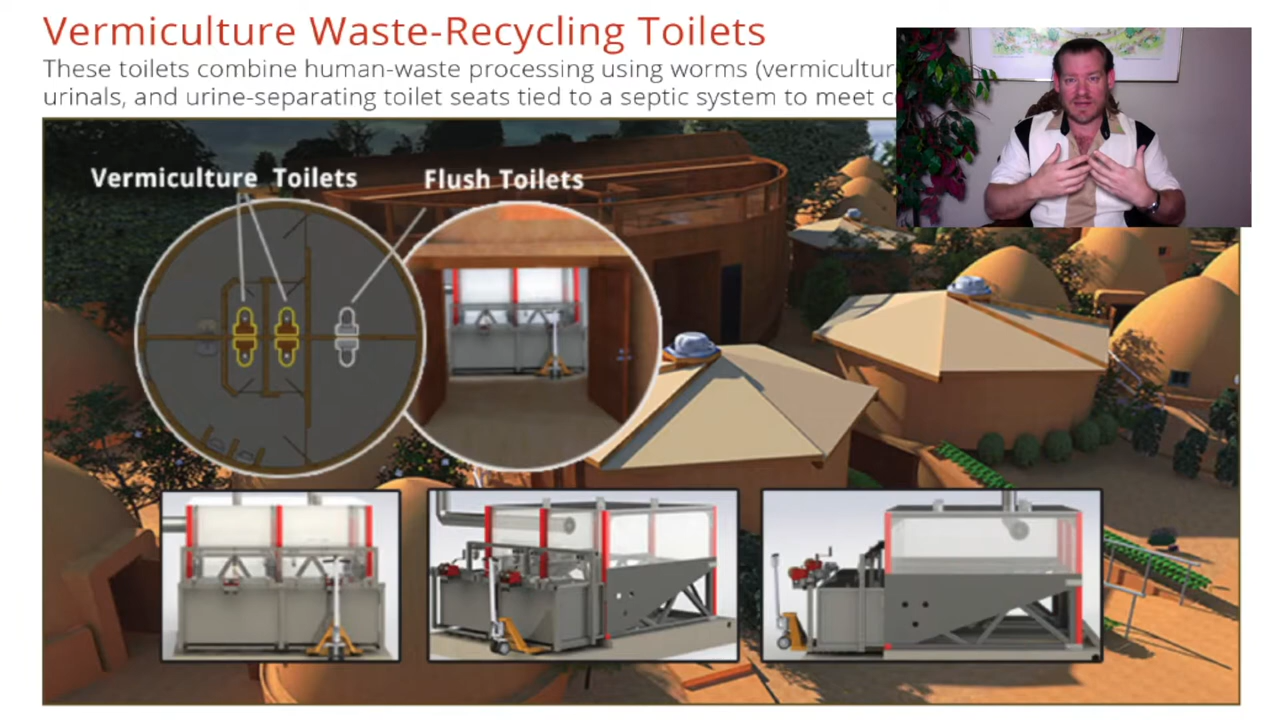 Vermiculture Waste-Recycling Toilets
These toilets combine human-waste processing using worms (vermiculture
urinals, and urine-separating toilet seats tied to a septic system to meet
Vermiculture Toilets
Flush Toilets